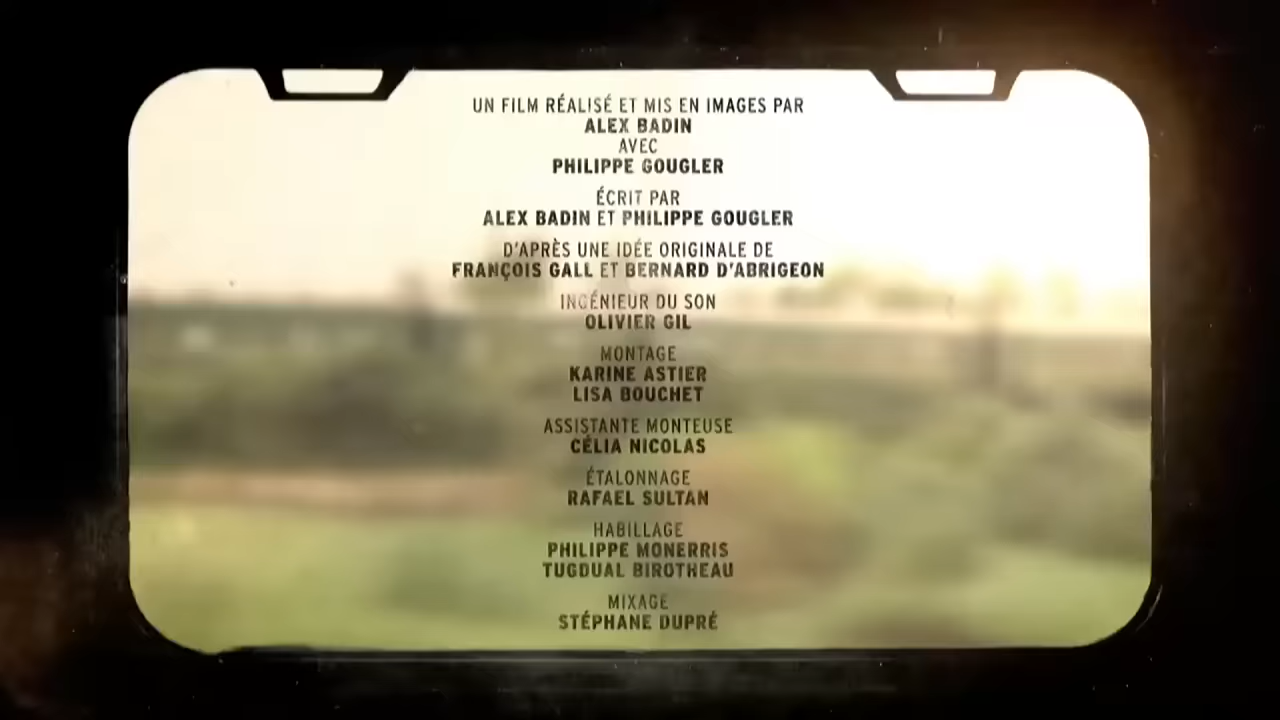 UN FILM RÉALISÉ ET MIS EN IMAGES PAR
ALEX BADIN
AVEC
PHILIPPE GOUGLER
ÉCRIT PAR
ALEX BADIN ET PHILIPPE GOUGLER
D'APRÈS UNE IDÉE ORIGINALE DE
FRANÇOIS GALL ET BERNARD D'ABRIGEON
INGÉNIEUR DU SON
OLIVIER GIL
MONTAGE
KARINE ASTIER
LISA BOUCHET
ASSISTANTE MONTEUSE
CÉLIA NICOLAS
ÉTALONNAGE
RAFAEL SULTAN
HABILLAGE
PHILIPPE MONERRIS
TUGDUAL BIROTHEAU
MIXAGE
STÉPHANE DUPRÉ